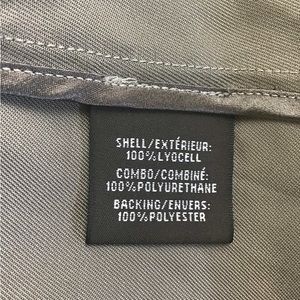 SHELL/EXTÉRIEUR:
100%LYOCELL
COMBO/COMBINÉ:
100%POLYURETHANE
BACKING/ENVERS:
100%POLYESTER